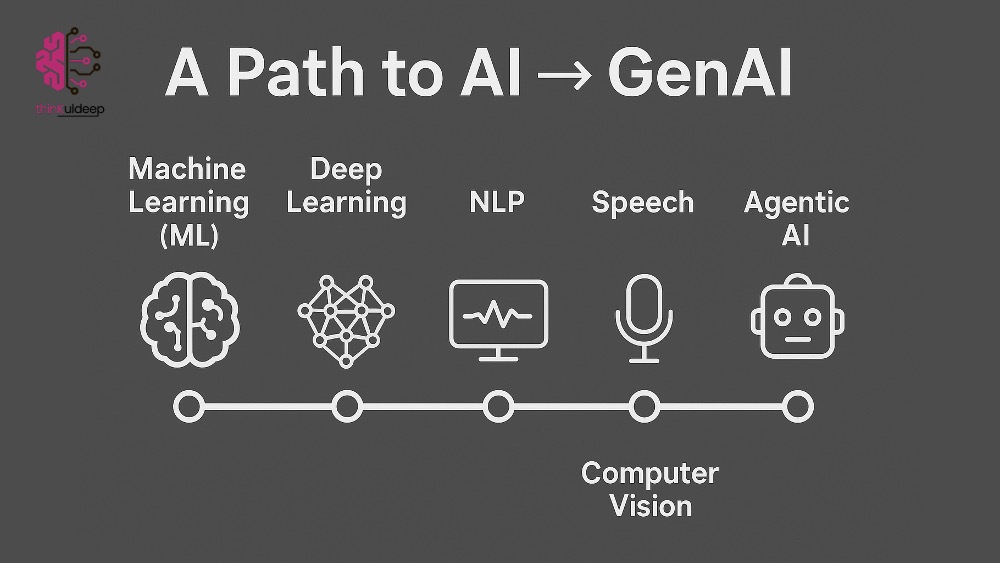 thinkuldeep
A Path to AI → GenAI
Machine
Learning
(ML)
Deep
Learning
NLP
Speech
Agentic
AI
Computer
Vision